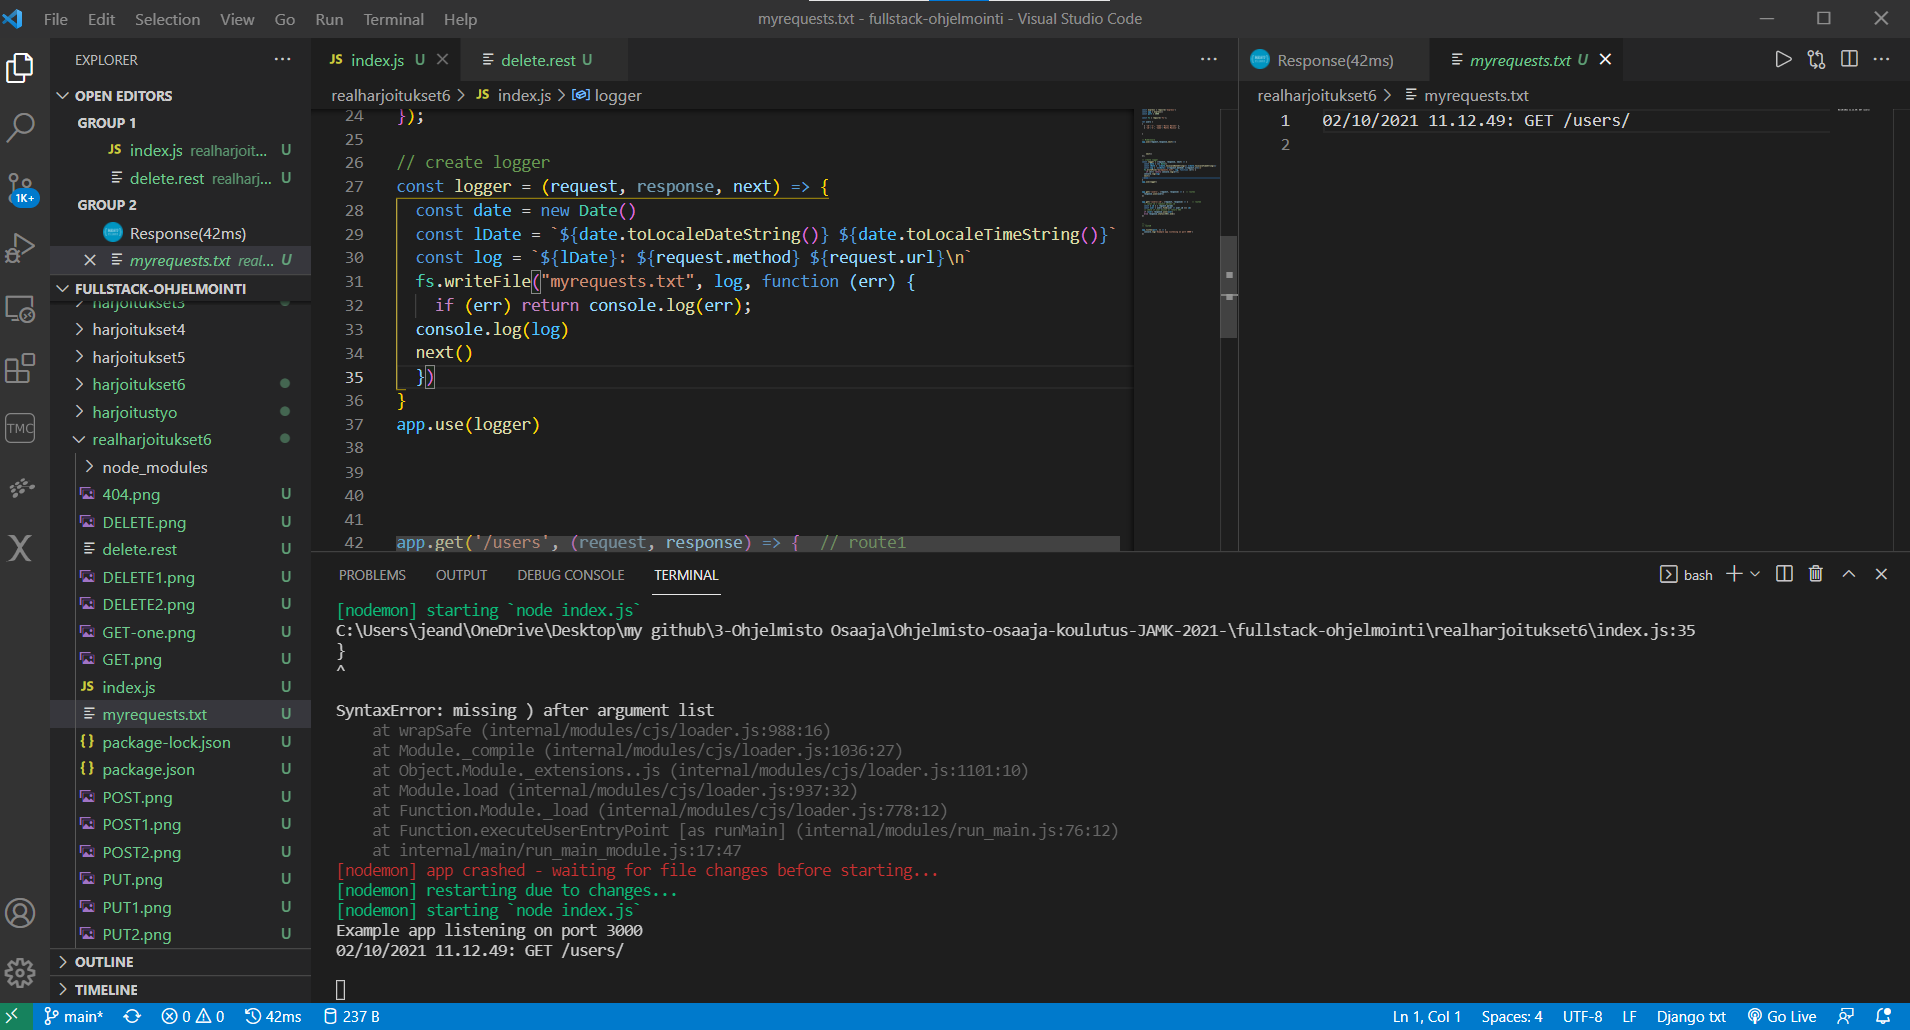 File Edit Selection View Go Run Terminal Help
myrequests.txt - fullstack-ohjelmointi - Visual Studio Code
EXPLORER
OPEN EDITORS
GROUP 1
JS index.js realharjoit... U
delete.rest realharj... U
GROUP 2
Response(42ms)
myrequests.txt real... U
FULLSTACK-OHJELMOINTI
harjoitukset3
harjoitukset4
harjoitukset5
harjoitukset6
harjoitustyo
realharjoitukset6
node_modules
404.png U
DELETE.png U
delete.rest U
DELETE1.png U
DELETE2.png U
GET-one.png U
GET.png U
JS index.js U
myrequests.txt U
{} package-lock.json U
{} package.json U
POST.png U
POST1.png U
POST2.png U
PUT.png U
PUT1.png U
PUT2.png U
OUTLINE
TIMELINE
1K+
TMC
JS index.js U
delete.rest U
realharjoitukset6 > JS index.js > logger
24 });
25
26 // create logger
27 const logger = (request, response, next) => {
28 const date = new Date()
29 const lDate = `${date.toLocaleDateString()} ${date.toLocaleTimeString()}`
30 const log = `${lDate}: ${request.method} ${request.url}\n`
31 fs.writeFile("myrequests.txt", log, function (err) {
32 if (err) return console.log(err);
33 console.log(log)
34 next()
35 })
36 }
37 app.use(logger)
38
39
40
41
42 app.get('/users', (request, response) => { // route1
Response(42ms)
myrequests.txt U
realharjoitukset6 > myrequests.txt
1 02/10/2021 11.12.49: GET /users/
2
PROBLEMS OUTPUT DEBUG CONSOLE TERMINAL
bash
[nodemon] starting `node index.js`
C:\Users\jeand\OneDrive\Desktop\my github\3-Ohjelmisto Osaaja\Ohjelmisto-osaaja-koulutus-JAMK-2021-\fullstack-ohjelmointi\realharjoitukset6\index.js:35
}
^
SyntaxError: missing ) after argument list
at wrapSafe (internal/modules/cjs/loader.js:988:16)
at Module._compile (internal/modules/cjs/loader.js:1036:27)
at Object.Module._extensions..js (internal/modules/cjs/loader.js:1101:10)
at Module.load (internal/modules/cjs/loader.js:937:32)
at Function.Module._load (internal/modules/cjs/loader.js:778:12)
at Function.executeUserEntryPoint [as runMain] (internal/modules/run_main.js:76:12)
at internal/main/run_main_module.js:17:47
[nodemon] app crashed - waiting for file changes before starting...
[nodemon] restarting due to changes...
[nodemon] starting `node index.js`
Example app listening on port 3000
02/10/2021 11.12.49: GET /users/
main* 0 0 42ms 237 B
Ln 1, Col 1 Spaces: 4 UTF-8 LF Django txt Go Live